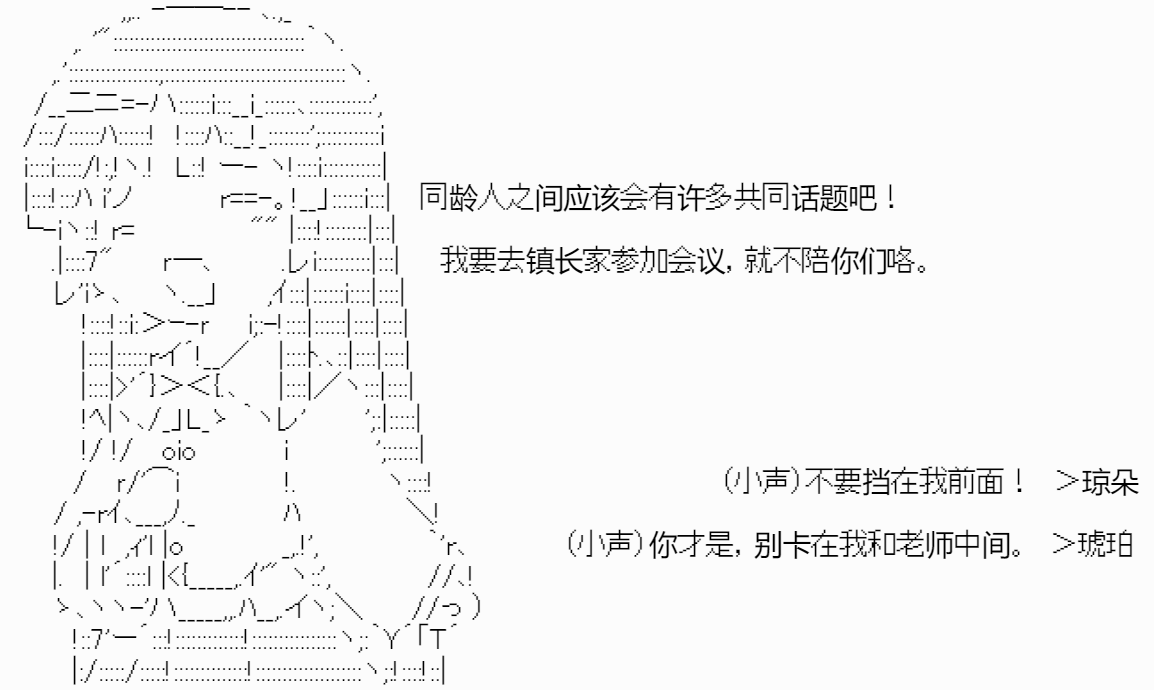 同龄人之间应该会有许多共同话题吧！
我要去镇长家参加会议，就不陪你们咯。
（小声）不要挡在我前面！ ＞琼朵
（小声）你才是，别卡在我和老师中间。 ＞琥珀